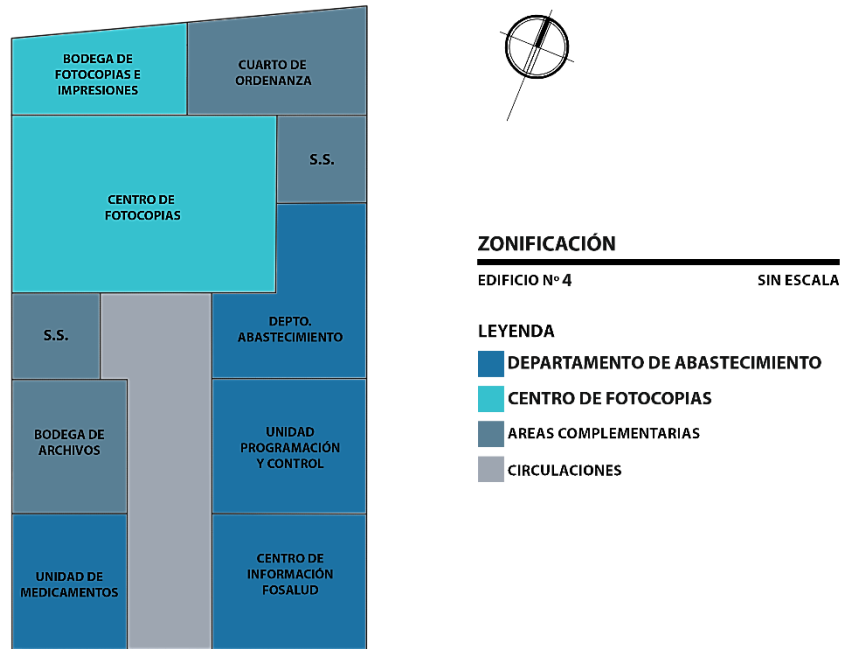 BODEGA DE
FOTOCOPIAS E
IMPRESIONES
CUARTO DE
ORDENANZA
S.S.
CENTRO DE
FOTOCOPIAS
S.S.
DEPTO.
ABASTECIMIENTO
BODEGA DE
ARCHIVOS
UNIDAD
PROGRAMACIÓN
Y CONTROL
UNIDAD DE
MEDICAMENTOS
CENTRO DE
INFORMACIÓN
FOSALUD
ZONIFICACIÓN
EDIFICIO Nº 4 SIN ESCALA
LEYENDA
DEPARTAMENTO DE ABASTECIMIENTO
CENTRO DE FOTOCOPIAS
AREAS COMPLEMENTARIAS
CIRCULACIONES